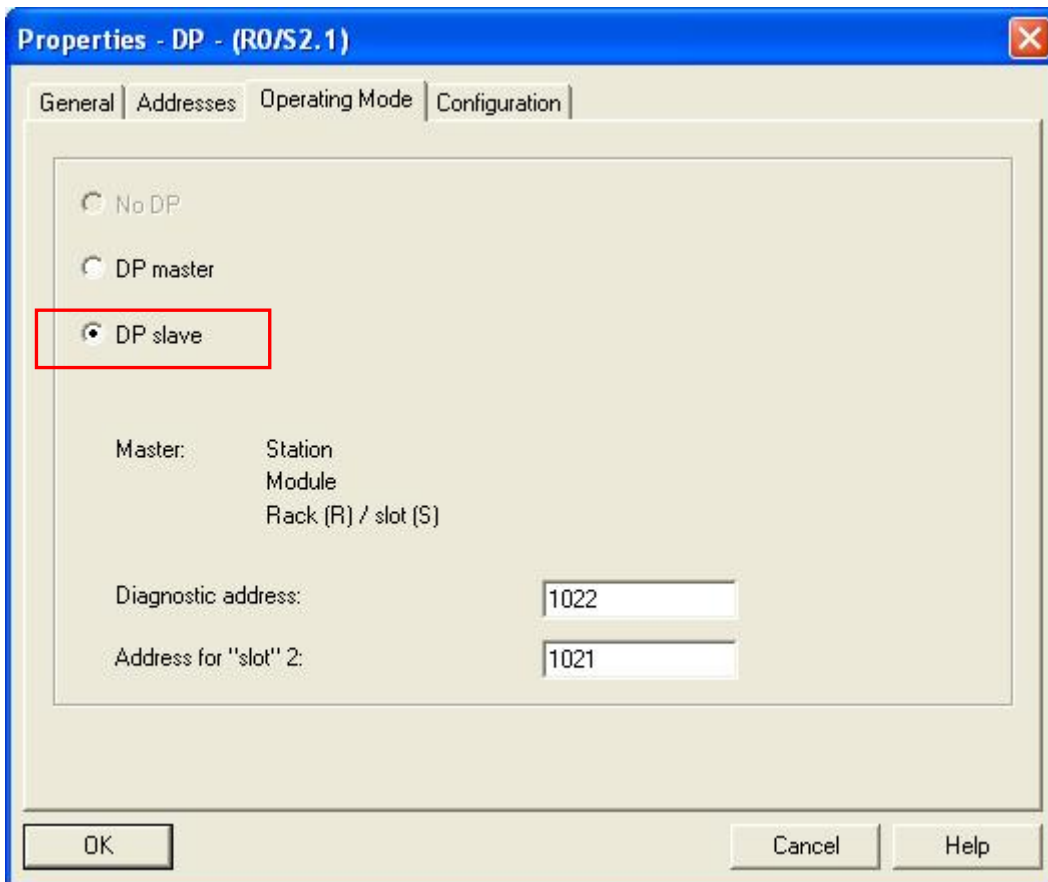 Properties - DP - (R0/S2.1)
General Addresses Operating Mode Configuration
No DP
DP master
DP slave
Master: Station
Module
Rack (R) / slot (S)
Diagnostic address: 1022
Address for "slot" 2: 1021
OK Cancel Help